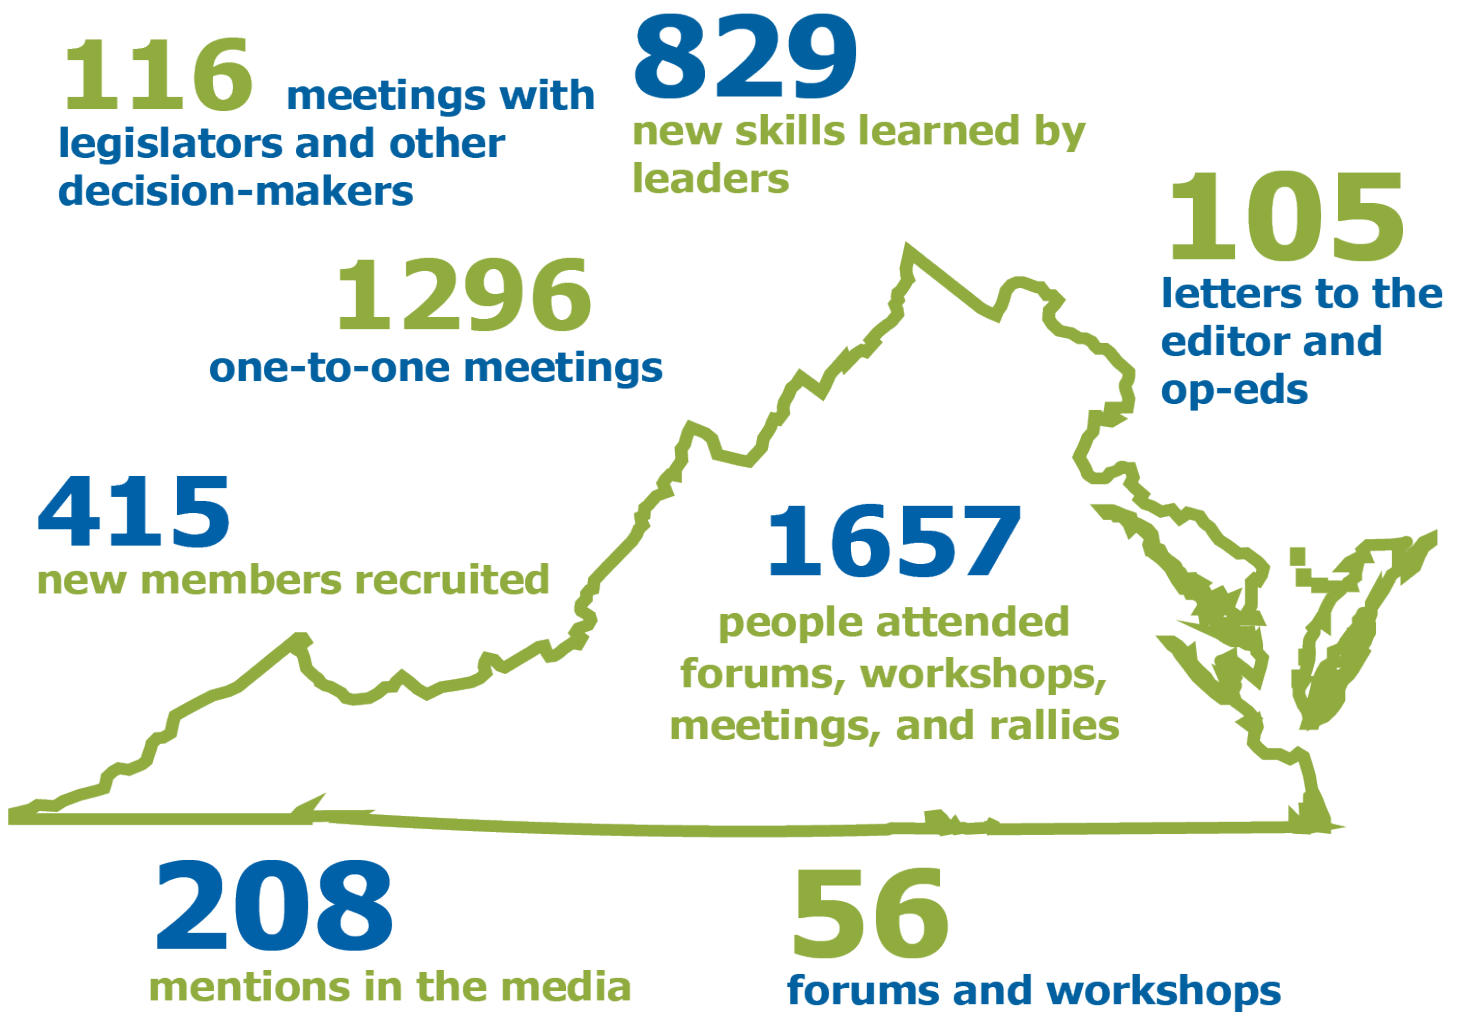 116 meetings with
legislators and other
decision-makers
829
new skills learned by
leaders
105
letters to the
editor and
op-eds
1296
one-to-one meetings
415
new members recruited
1657
people attended
forums, workshops,
meetings, and rallies
208
mentions in the media
56
forums and workshops